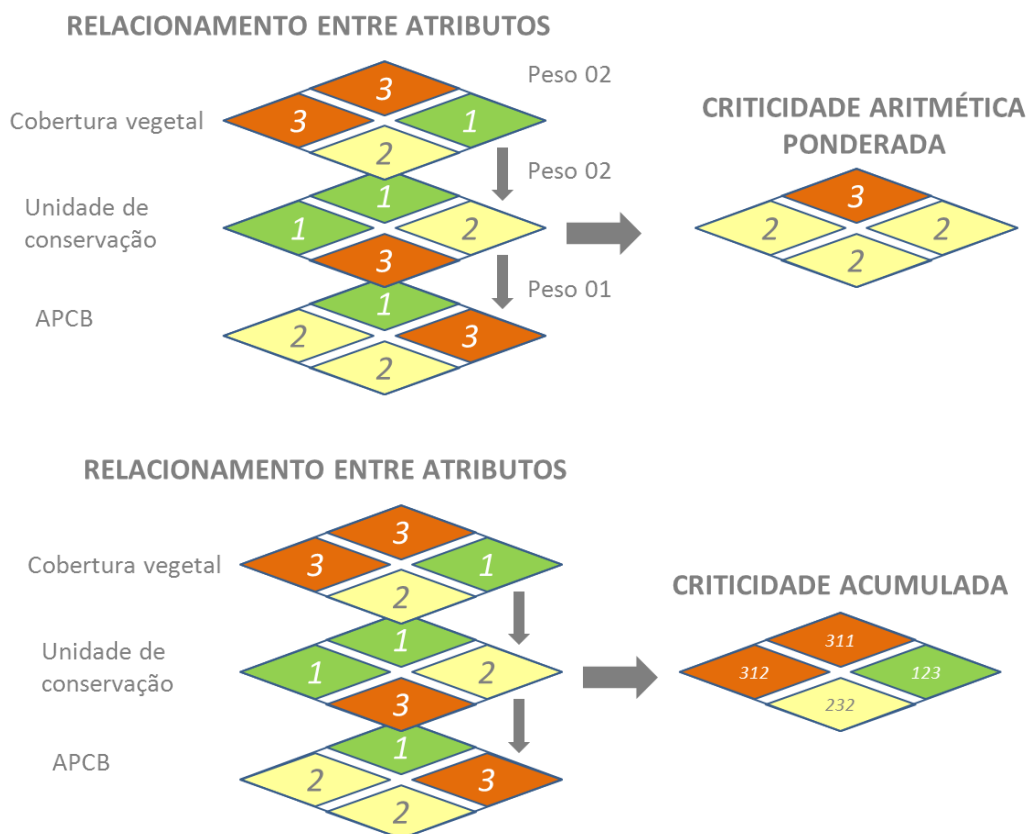 RELACIONAMENTO ENTRE ATRIBUTOS
Peso 02
Cobertura vegetal
3
3
1
2
Peso 02
Unidade de
conservação
1
1
2
3
Peso 01
APCB
1
2
3
2
CRITICIDADE ARITMÉTICA
PONDERADA
3
2
2
2
RELACIONAMENTO ENTRE ATRIBUTOS
Cobertura vegetal
3
3
1
2
Unidade de
conservação
1
1
2
3
APCB
1
2
3
2
CRITICIDADE ACUMULADA
311
312
123
232